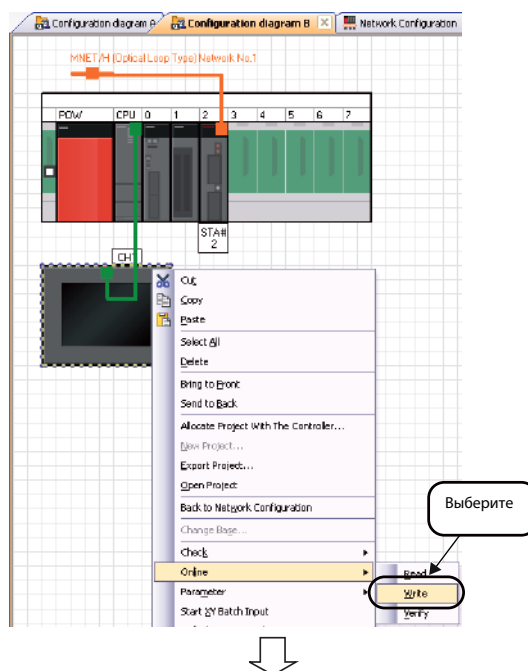 Configuration diagram A
Configuration diagram B
Network Configuration
MNET/H (Optical Loop Type) Network No.1
POW CPU 0 1 2 3 4 5 6 7
STA#
2
CH1
Cut
Copy
Paste
Select All
Delete
Bring to Front
Send to Back
Allocate Project With The Controller...
New Project...
Export Project...
Open Project
Back to Network Configuration
Change Base...
Check
Online
Parameter
Start XY Batch Input
Выберите
Read
Write
Verify